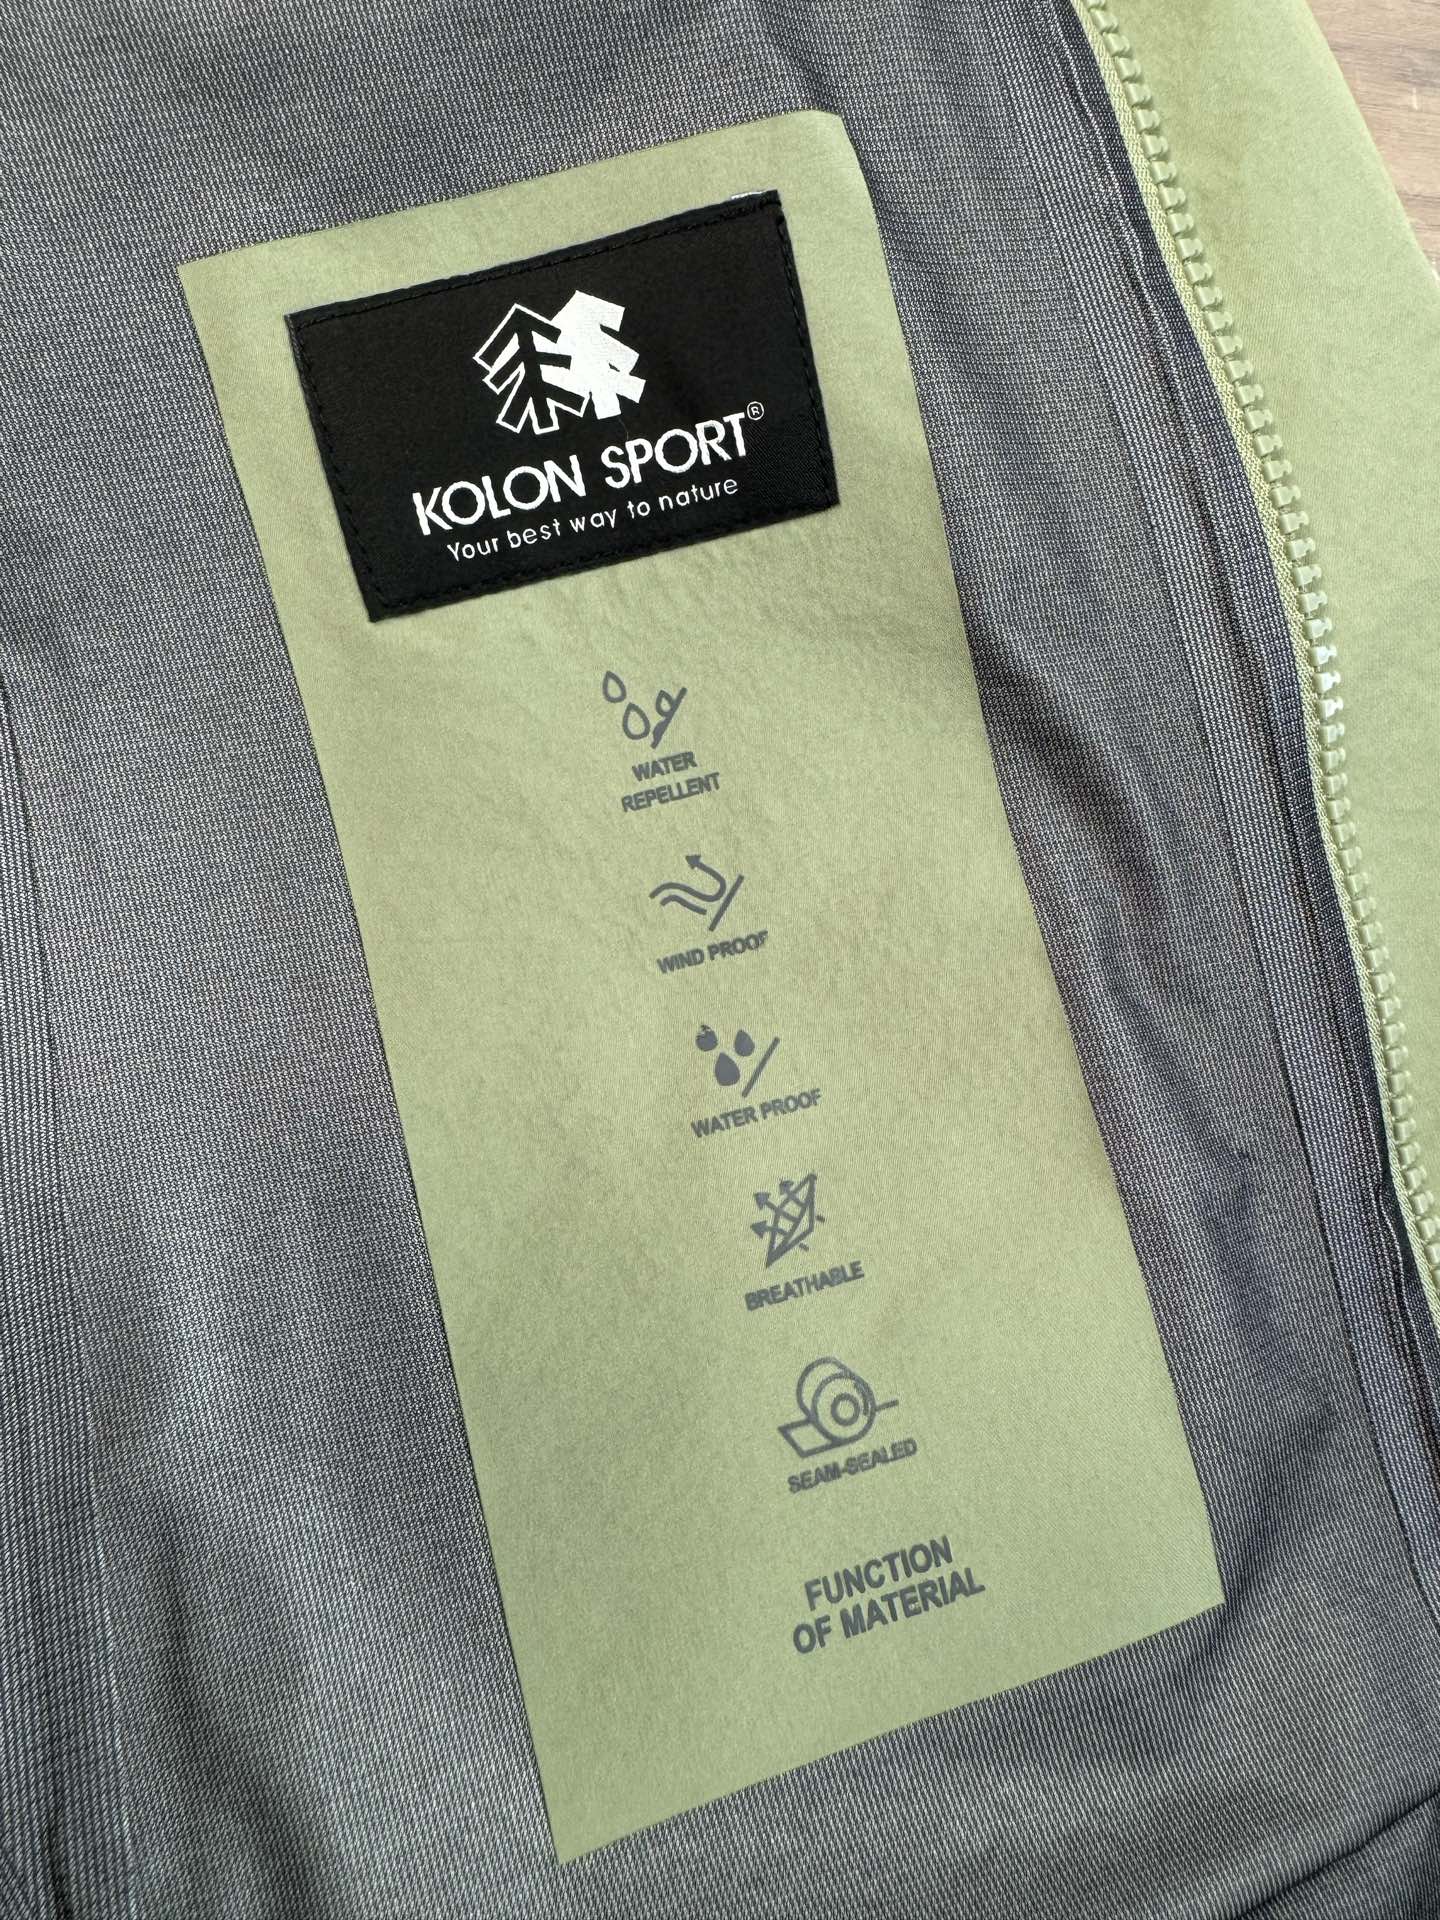 KOLON SPORT®
Your best way to nature
WATER
REPELLENT
WIND PROOF
WATER PROOF
BREATHABLE
SEAM-SEALED
FUNCTION
OF MATERIAL